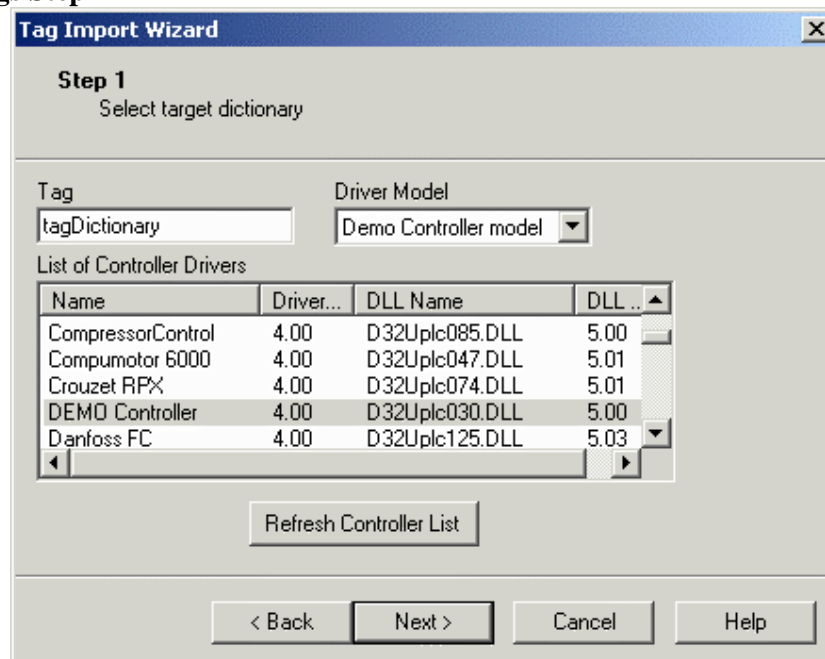 Step
Tag Import Wizard
Step 1
Select target dictionary
Tag Driver Model
tagDictionary Demo Controller model
List of Controller Drivers
Name Driver... DLL Name DLL ...
CompressorControl 4.00 D32Uplc085.DLL 5.00
Compumotor 6000 4.00 D32Uplc047.DLL 5.01
Crouzet RPX 4.00 D32Uplc074.DLL 5.01
DEMO Controller 4.00 D32Uplc030.DLL 5.00
Danfoss FC 4.00 D32Uplc125.DLL 5.03
Refresh Controller List
< Back Next > Cancel Help